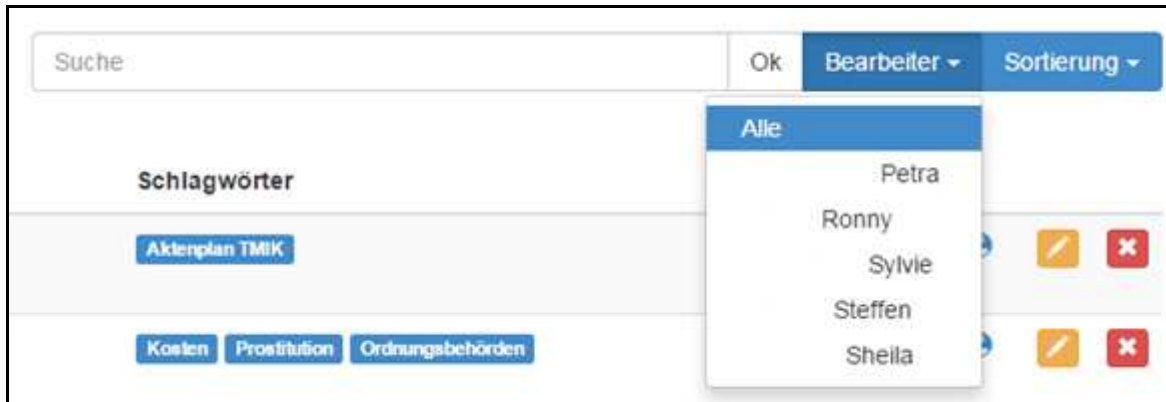 Suche Ok Bearbeiter Sortierung
Alle
Schlagwörter Petra
Ronny
Aktenplan TMIK
Sylvie
Steffen
Kosten Prostitution Ordnungsbehörden Sheila